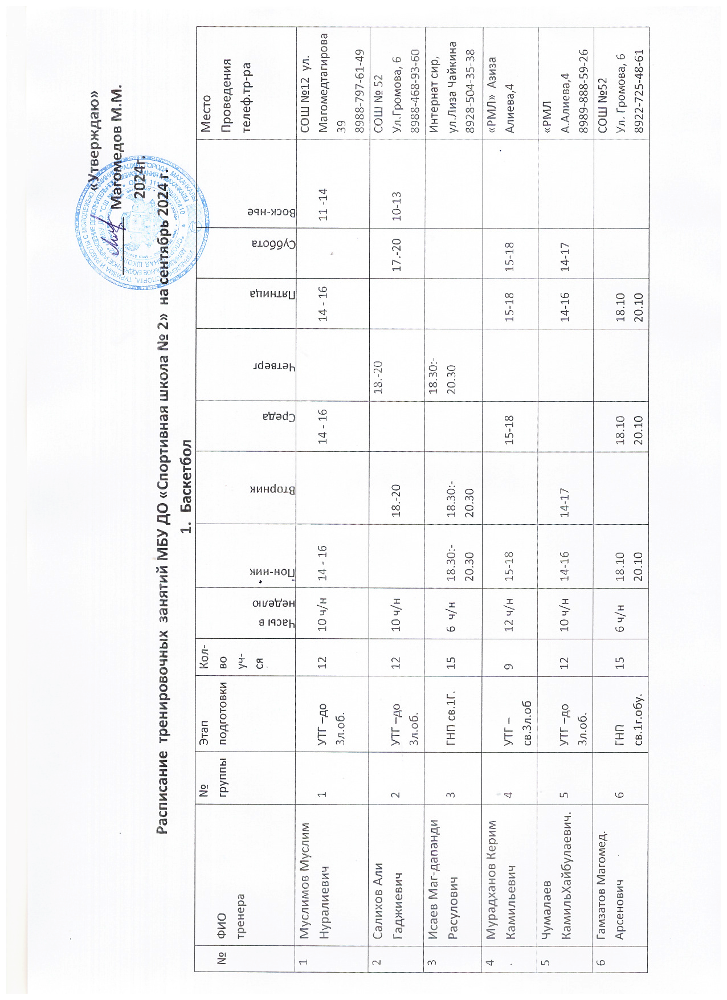 «Утверждаю»
Магомедов М.М.
2024г.
Расписание тренировочных занятий МБУ ДО «Спортивная школа № 2» на сентябрь 2024 г.
1. Баскетбол
№
ФИО
тренера
№
группы
Этап
подготовки
Кол-
во
уч-
ся
Часы в
неделю
Пон-ник
Вторник
Среда
Четверг
Пятница
Суббота
Воск-нье
Место
Проведения
телеф.тр-ра
1
Муслимов Муслим
Нуралиевич
1
УТГ –до
3л.об.
12
10 ч/н
14 - 16
14 - 16
14 - 16
11 -14
СОШ №12 ул.
Магомедтагирова
39
8988-797-61-49
2
Салихов Али
Гаджиевич
2
УТГ –до
3л.об.
12
10 ч/н
18.-20
18.-20
17.-20
10-13
СОШ № 52
Ул.Громова, 6
8988-468-93-60
3
Исаев Маг-дапанди
Расулович
3
ГНП св.1Г.
15
6 ч/н
18.30:-
20.30
18.30:-
20.30
18.30:-
20.30
Интернат сир,
ул.Лиза Чайкина
8928-504-35-38
4
.
Мурадханов Керим
Камильевич
4
УТГ –
св.3л.об
9
12 ч/н
15-18
15-18
15-18
15-18
«РМЛ» Азиза
Алиева,4
5
Чумалаев
КамильХайбулаевич.
5
УТГ –до
3л.об.
12
10 ч/н
14-16
14-17
14-16
14-17
«РМЛ
А.Алиева,4
8989-888-59-26
6
Гамзатов Магомед.
Арсенович
6
ГНП
св.1г.обу.
15
6 ч/н
18.10
20.10
18.10
20.10
18.10
20.10
СОШ №52
Ул. Громова, 6
8922-725-48-61